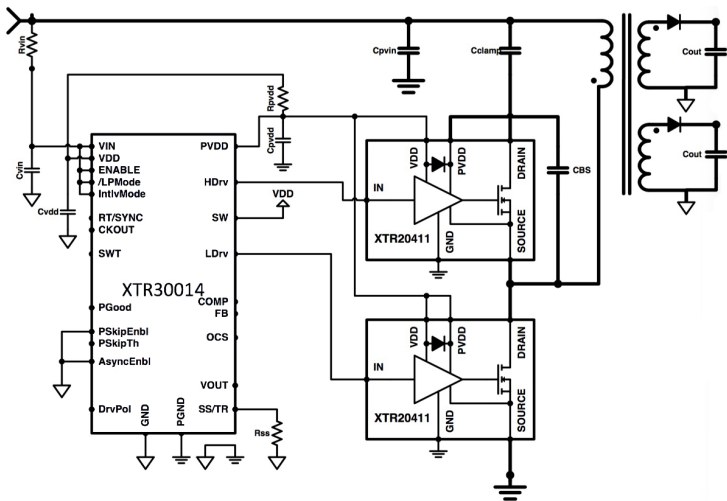 Rvin
Cpvin
Cclamp
Cout
Cout
Rpvdd
Cpvdd
Cvin
Cvdd
VIN
VDD
ENABLE
/LPMode
IntlvMode
RT/SYNC
CKOUT
SWT
XTR30014
PGood
PSkipEnbl
PSkipTh
AsyncEnbl
DrvPol
GND
PGND
PVDD
HDrv
SW
LDrv
COMP
FB
OCS
VOUT
SS/TR
VDD
Rss
VDD
PVDD
DRAIN
IN
GND
SOURCE
XTR20411
CBS
VDD
PVDD
DRAIN
IN
GND
SOURCE
XTR20411